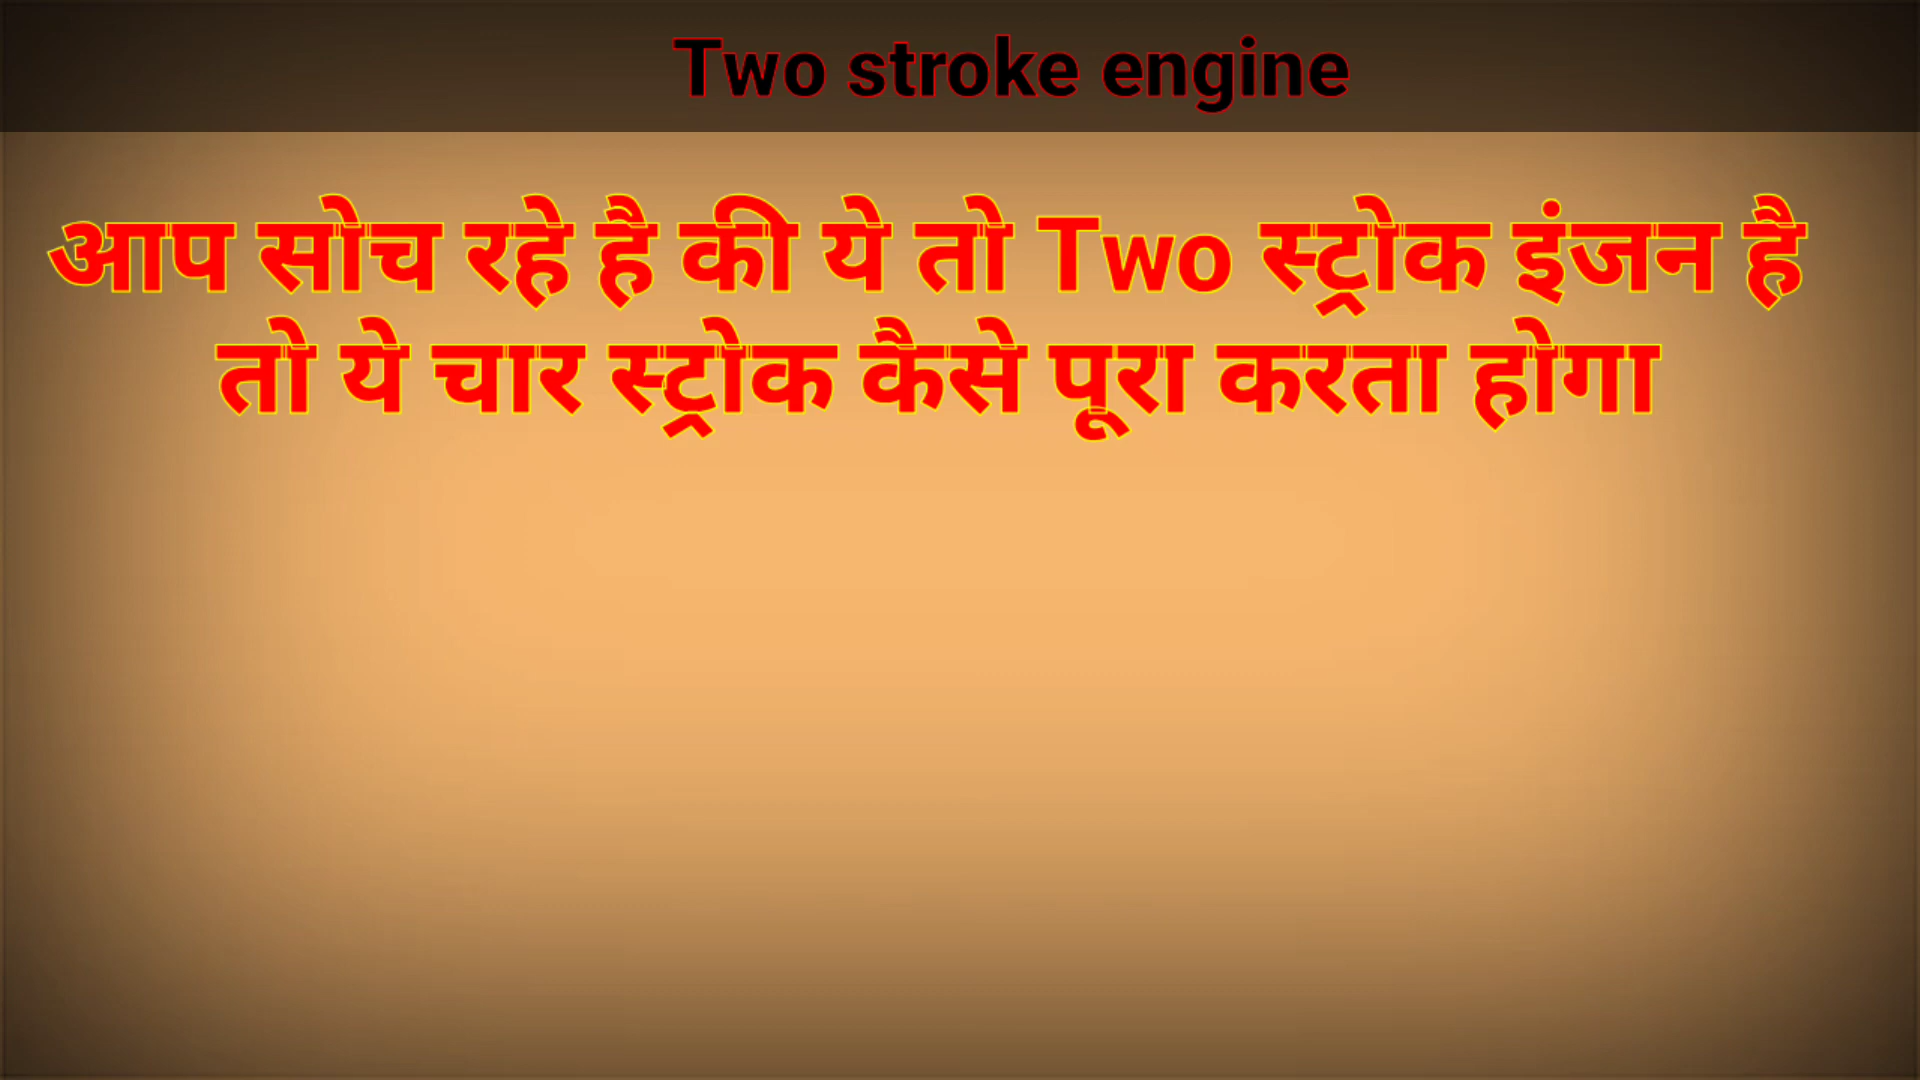 Two stroke engine
आप सोच रहे है की ये तो Two स्ट्रोक इंजन है
तो ये चार स्ट्रोक कैसे पूरा करता होगा